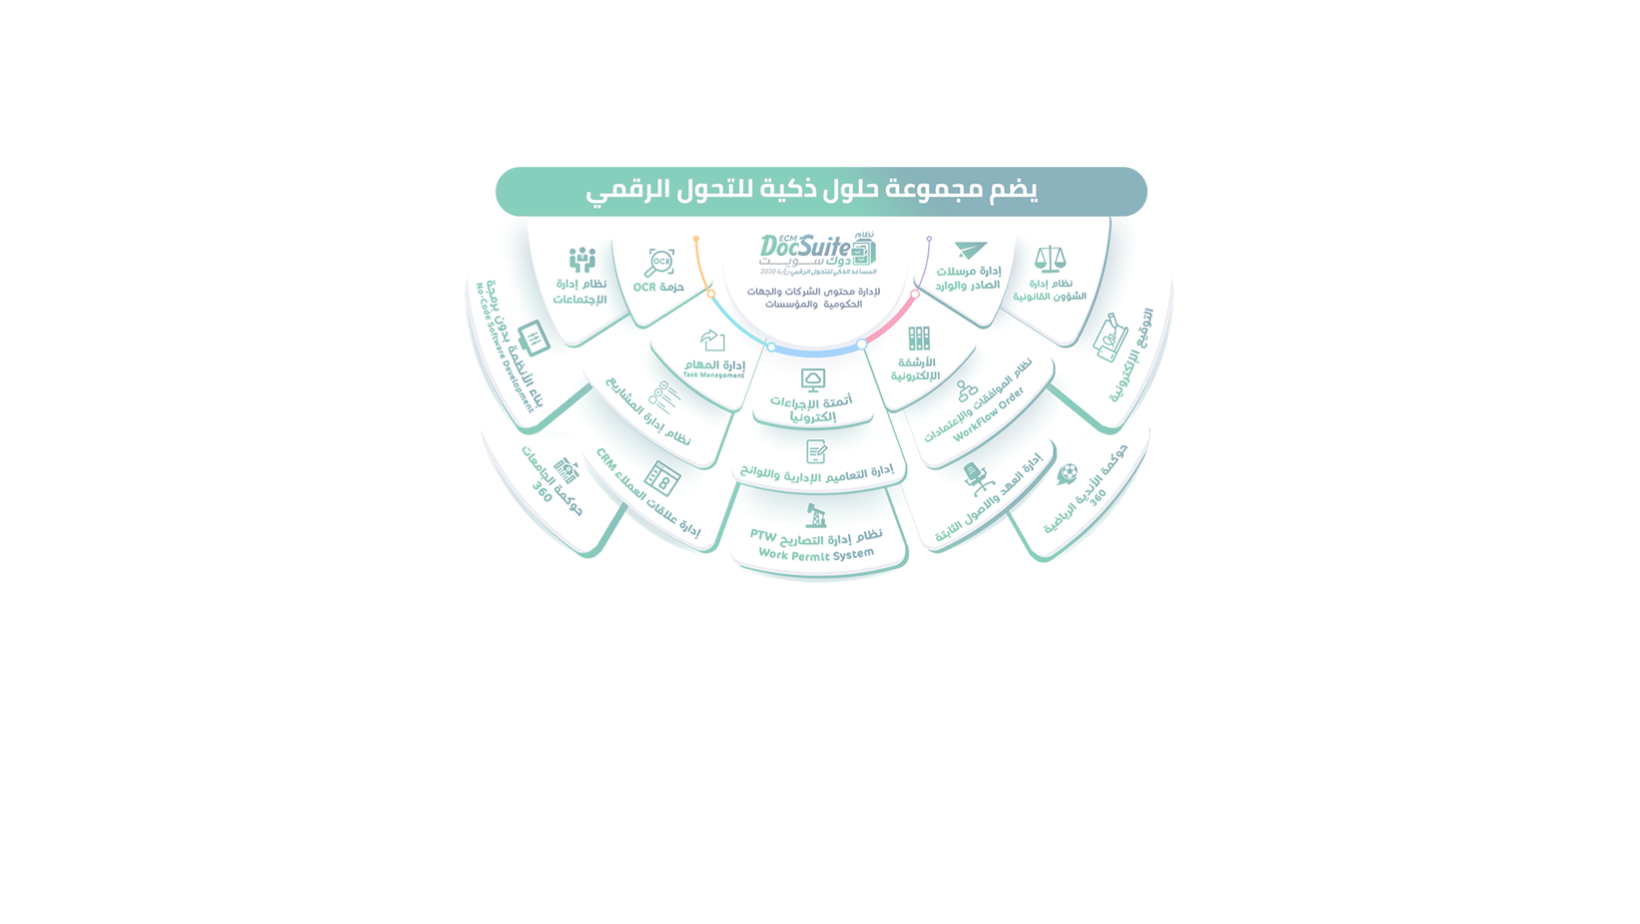 يضم مجموعة حلول ذكية للتحول الرقمي
نظام
ECM
DocSuite
دوك سويت
المساعد الذكي للتحول الرقمي رؤية 2030
لإدارة محتوى الشركات والجهات
الحكومية والمؤسسات
نظام إدارة
الشؤون القانونية
إدارة مرسلات
الصادر والوارد
حزمة OCR
OCR
نظام إدارة
الإجتماعات
التوقيع الإلكترونية
نظام الموافقات والإعتمادات
WorkFlow Order
الأرشفة
الإلكترونية
أتمتة الإجراءات
إلكترونياً
إدارة المهام
Task Management
نظام إدارة المشاريع
بناء الأنظمة بدون برمجة
No-Code Software Development
حوكمة الأندية الرياضية
360
إدارة العهد والاصول الثابتة
إدارة التعاميم الإدارية واللوائح
نظام إدارة التصاريح PTW
Work Permit System
إدارة علاقات العملاء CRM
حوكمة الجامعات
360